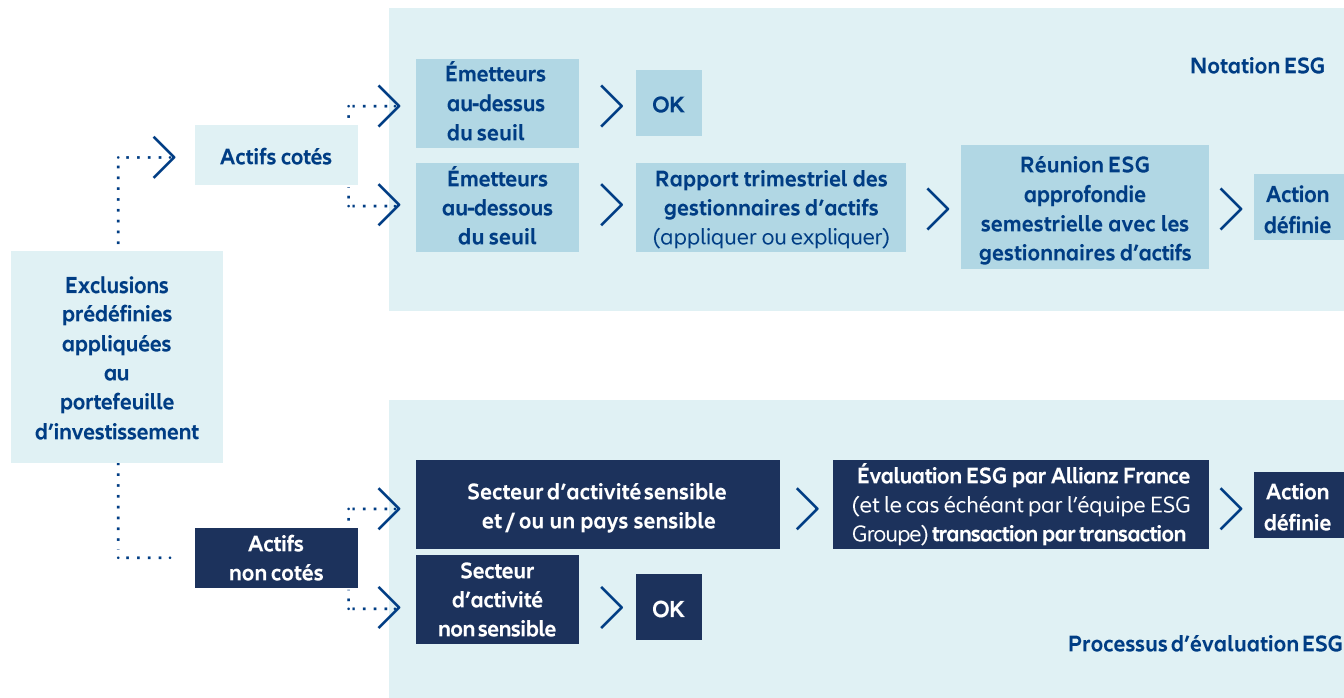 Exclusions
prédéfinies
appliquées
au
portefeuille
d’investissement
Actifs cotés
Notation ESG
Émetteurs
au-dessus
du seuil
OK
Émetteurs
au-dessous
du seuil
Rapport trimestriel des
gestionnaires d’actifs
(appliquer ou expliquer)
Réunion ESG
approfondie
semestrielle avec les
gestionnaires d’actifs
Action
définie
Actifs
non cotés
Secteur d’activité sensible
et / ou un pays sensible
Évaluation ESG par Allianz France
(et le cas échéant par l’équipe ESG
Groupe) transaction par transaction
Action
définie
Secteur
d’activité
non sensible
OK
Processus d’évaluation ESG